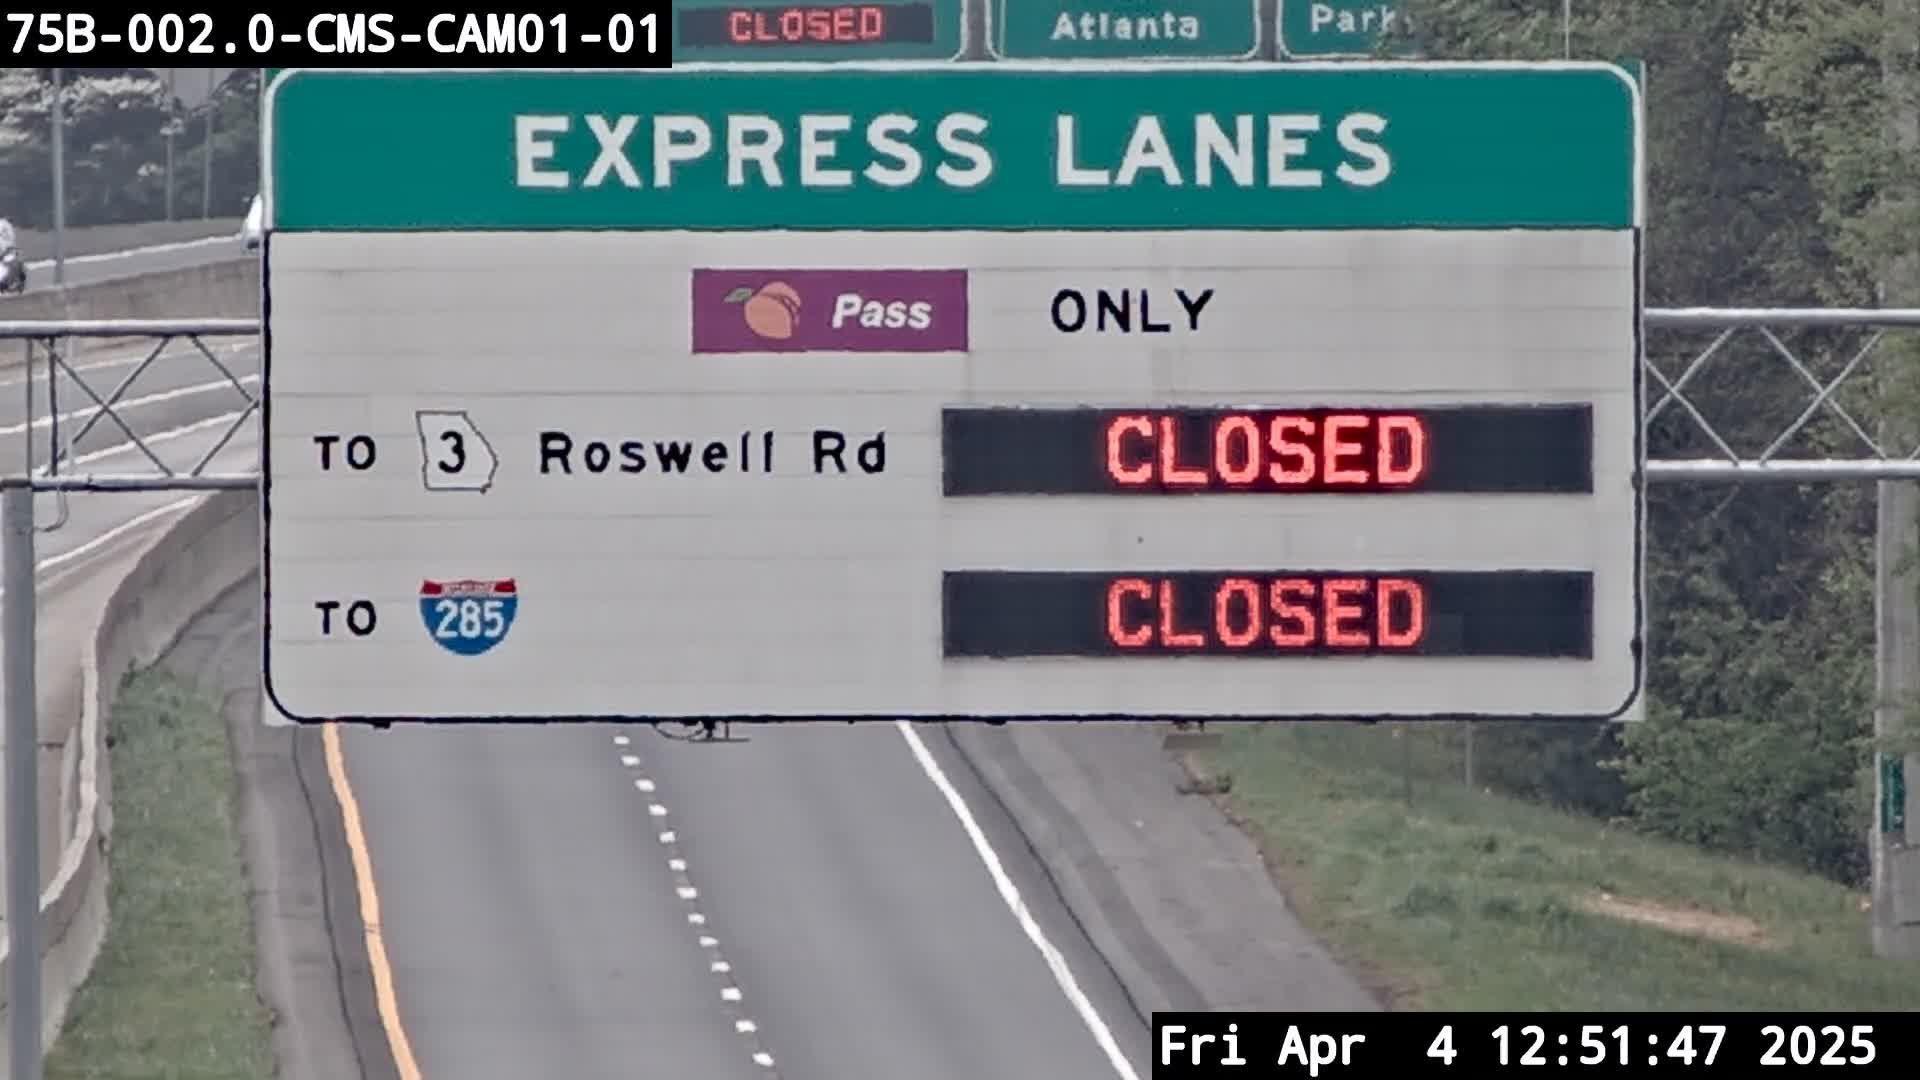 75B-002.0-CMS-CAM01-01
CLOSED
Atlanta
Park
EXPRESS LANES
Pass ONLY
TO 3 Roswell Rd CLOSED
TO 285 CLOSED
Fri Apr 4 12:51:47 2025